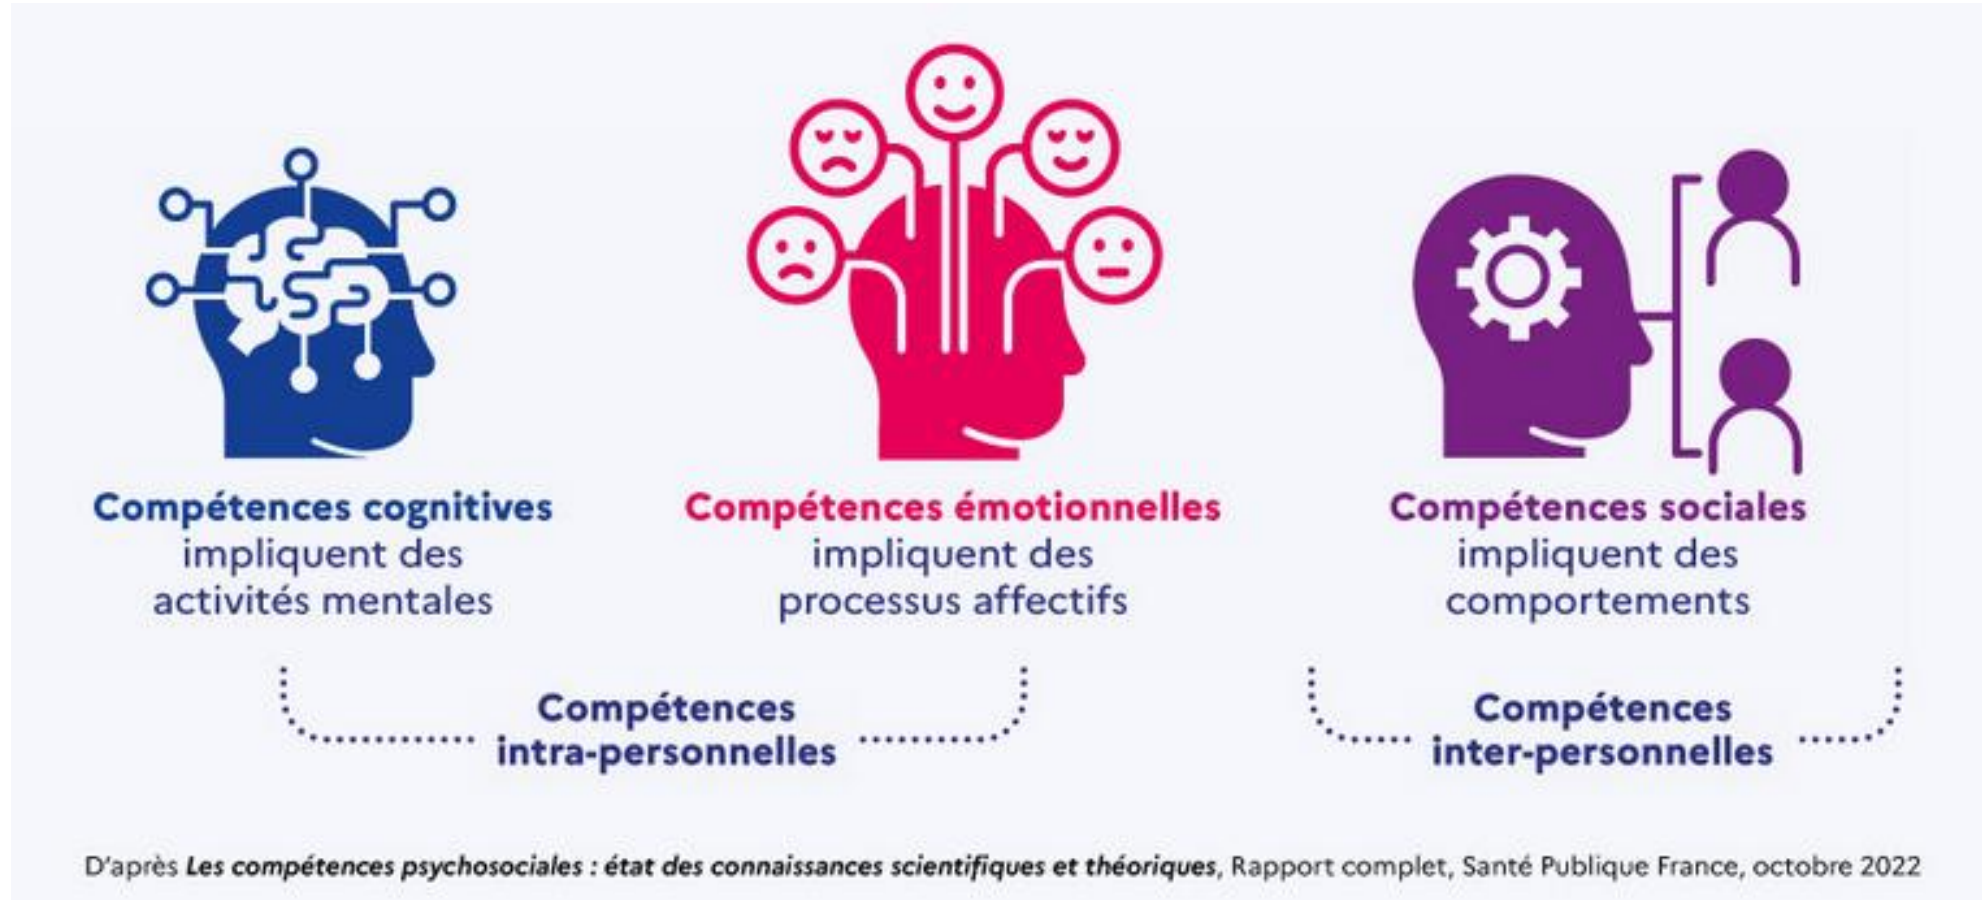 Compétences cognitives
impliquent des
activités mentales
Compétences émotionnelles
impliquent des
processus affectifs
Compétences sociales
impliquent des
comportements
Compétences
intra-personnelles
Compétences
inter-personnelles
D'après Les compétences psychosociales : état des connaissances scientifiques et théoriques, Rapport complet, Santé Publique France, octobre 2022